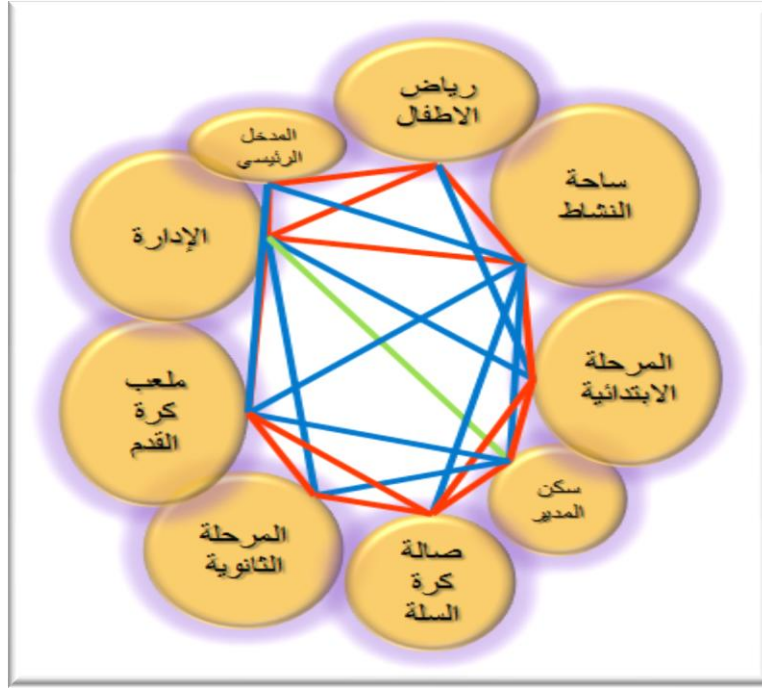 رياض
الاطفال
المدخل
الرئيسي
ساحة
النشاط
الإدارة
المرحلة
الابتدائية
ملعب
كرة
القدم
سكن
المدير
المرحلة
الثانوية
صالة
كرة
السلة